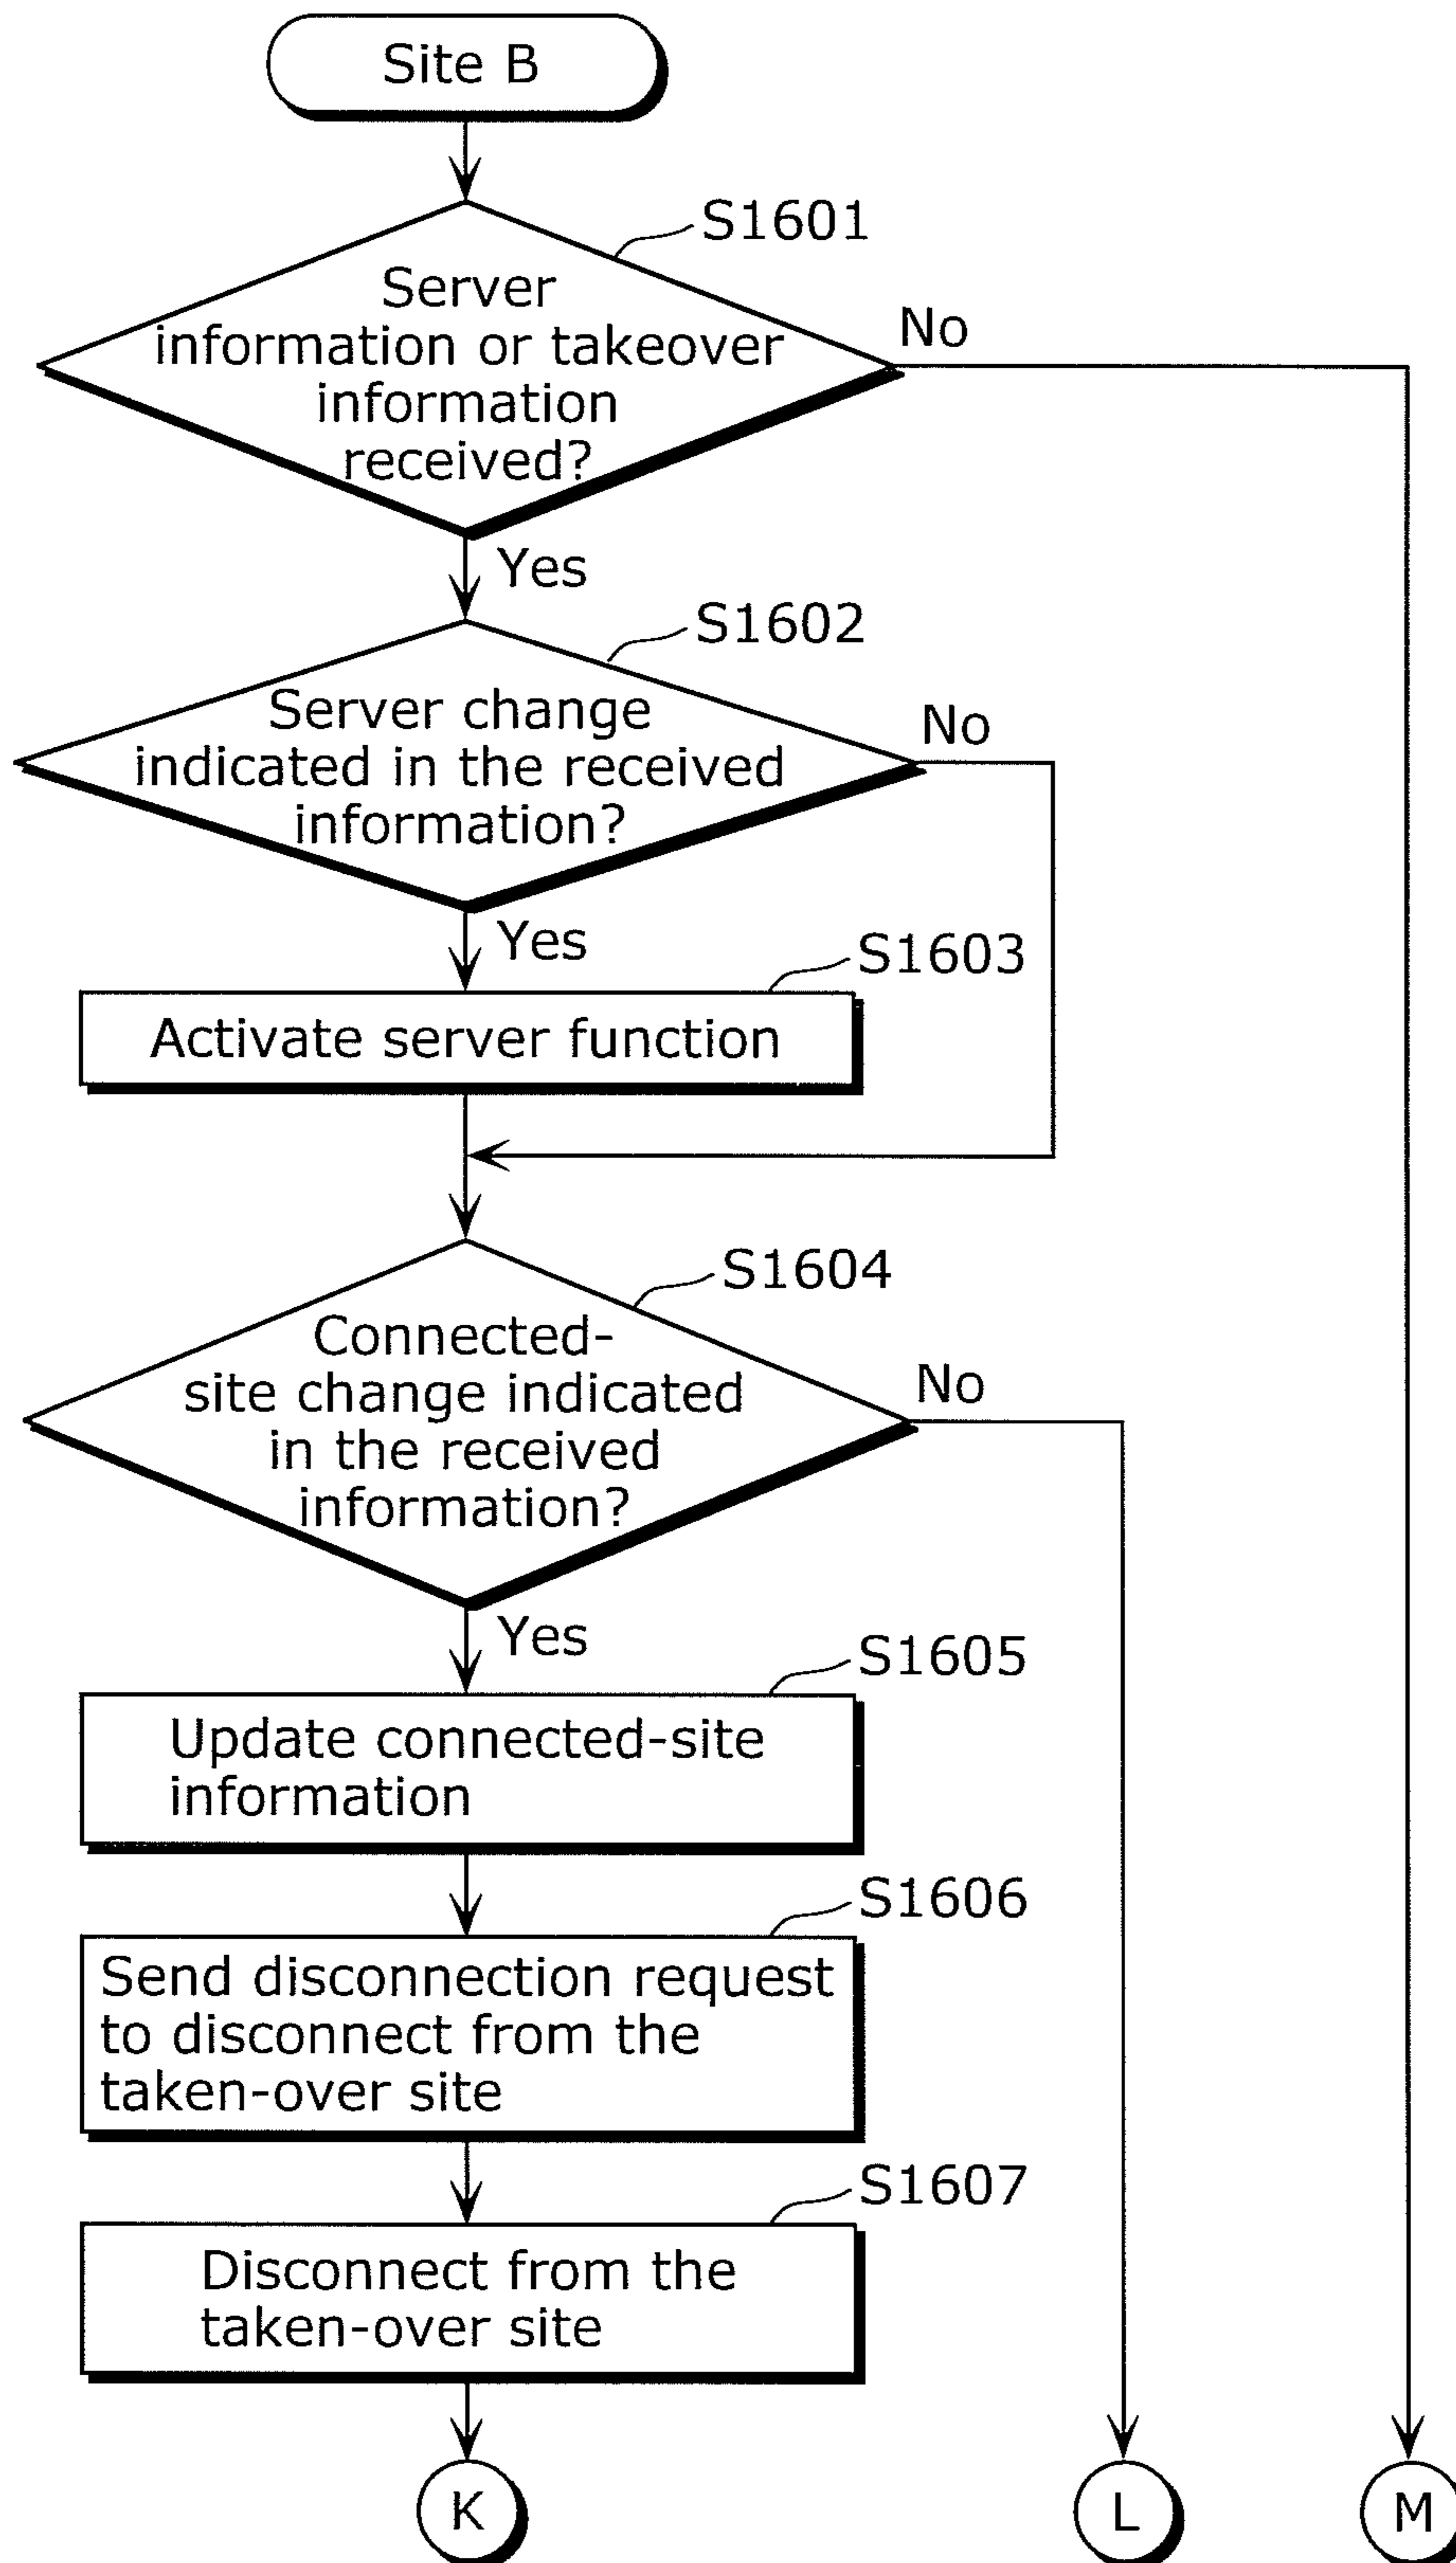 Site B
S1601
Server
information or takeover
information
received?
No
Yes
S1602
Server change
indicated in the received
information?
No
Yes
S1603
Activate server function
S1604
Connected-
site change indicated
in the received
information?
No
Yes
S1605
Update connected-site
information
S1606
Send disconnection request
to disconnect from the
taken-over site
S1607
Disconnect from the
taken-over site
K
L
M